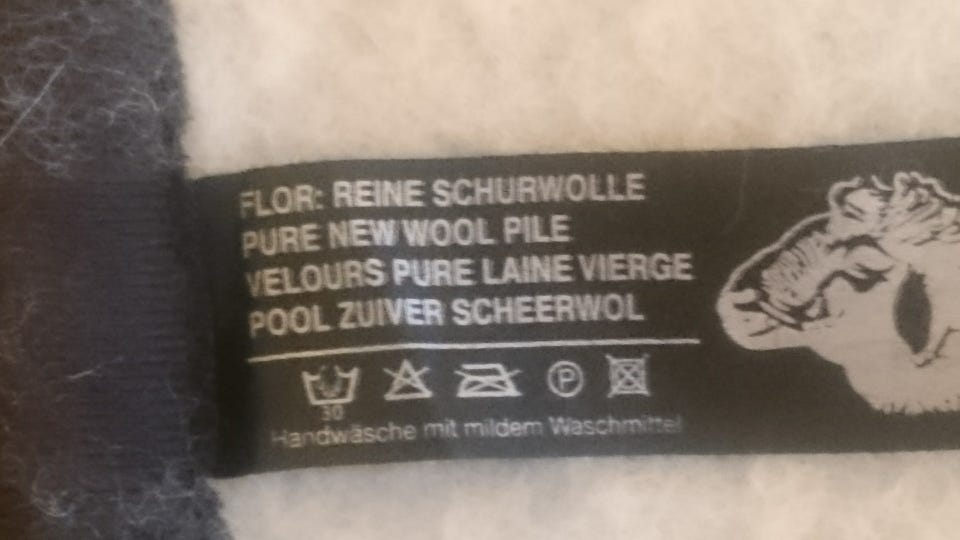 FLOR: REINE SCHURWOLLE
PURE NEW WOOL PILE
VELOURS PURE LAINE VIERGE
POOL ZUIVER SCHEERWOL
P
30
Handwäsche mit mildem Waschmittel